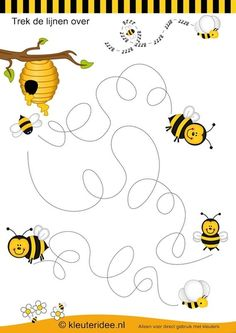 Trek de lijnen over
© kleuteridee.nl
Alleen voor direct gebruik met kleuters